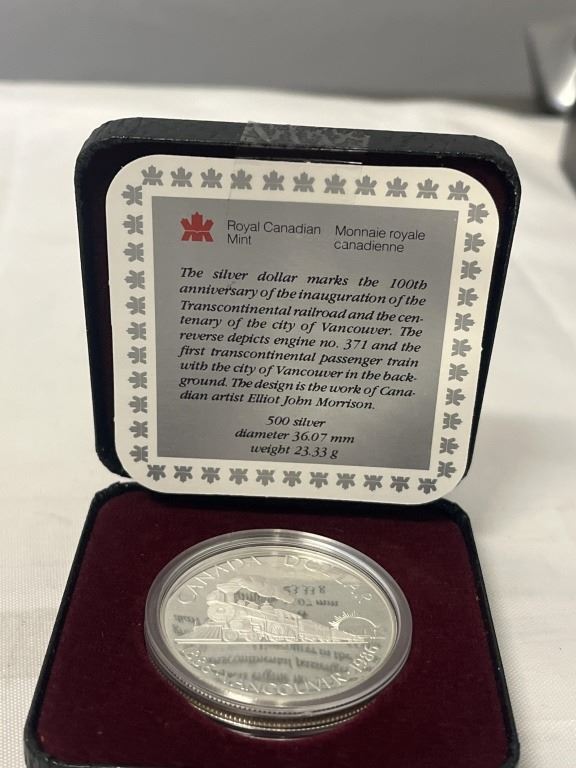 Royal Canadian Mint
Monnaie royale canadienne
The silver dollar marks the 100th
anniversary of the inauguration of the
Transcontinental railroad and the cen-
tenary of the city of Vancouver. The
reverse depicts engine no. 371 and the
first transcontinental passenger train
with the city of Vancouver in the back-
ground. The design is the work of Cana-
dian artist Elliot John Morrison.
500 silver
diameter 36.07 mm
weight 23.33 g
CANADA DOLLAR
VANCOUVER 1986